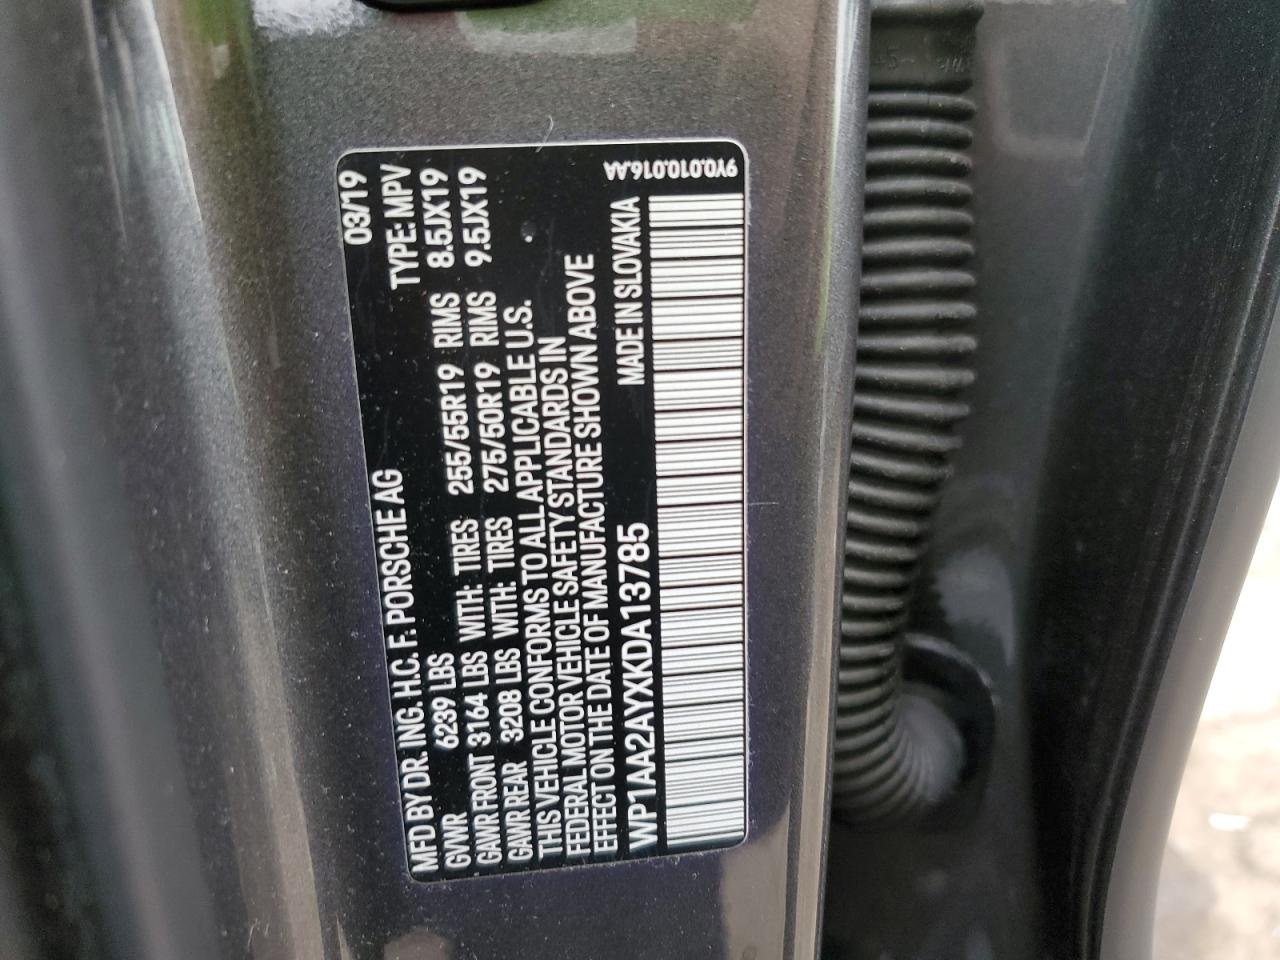 MFD BY DR. ING. H.C. F. PORSCHE AG 03/19
GVWR 6239 LBS TYPE: MPV
GAWR FRONT 3164 LBS WITH: TIRES 255/55R19 RIMS 8.5JX19
GAWR REAR 3208 LBS WITH: TIRES 275/50R19 RIMS 9.5JX19
THIS VEHICLE CONFORMS TO ALL APPLICABLE U.S.
FEDERAL MOTOR VEHICLE SAFETY STANDARDS IN
EFFECT ON THE DATE OF MANUFACTURE SHOWN ABOVE
WP1AA2AYXKDA13785 MADE IN SLOVAKIA
9Y0.010.016.AA